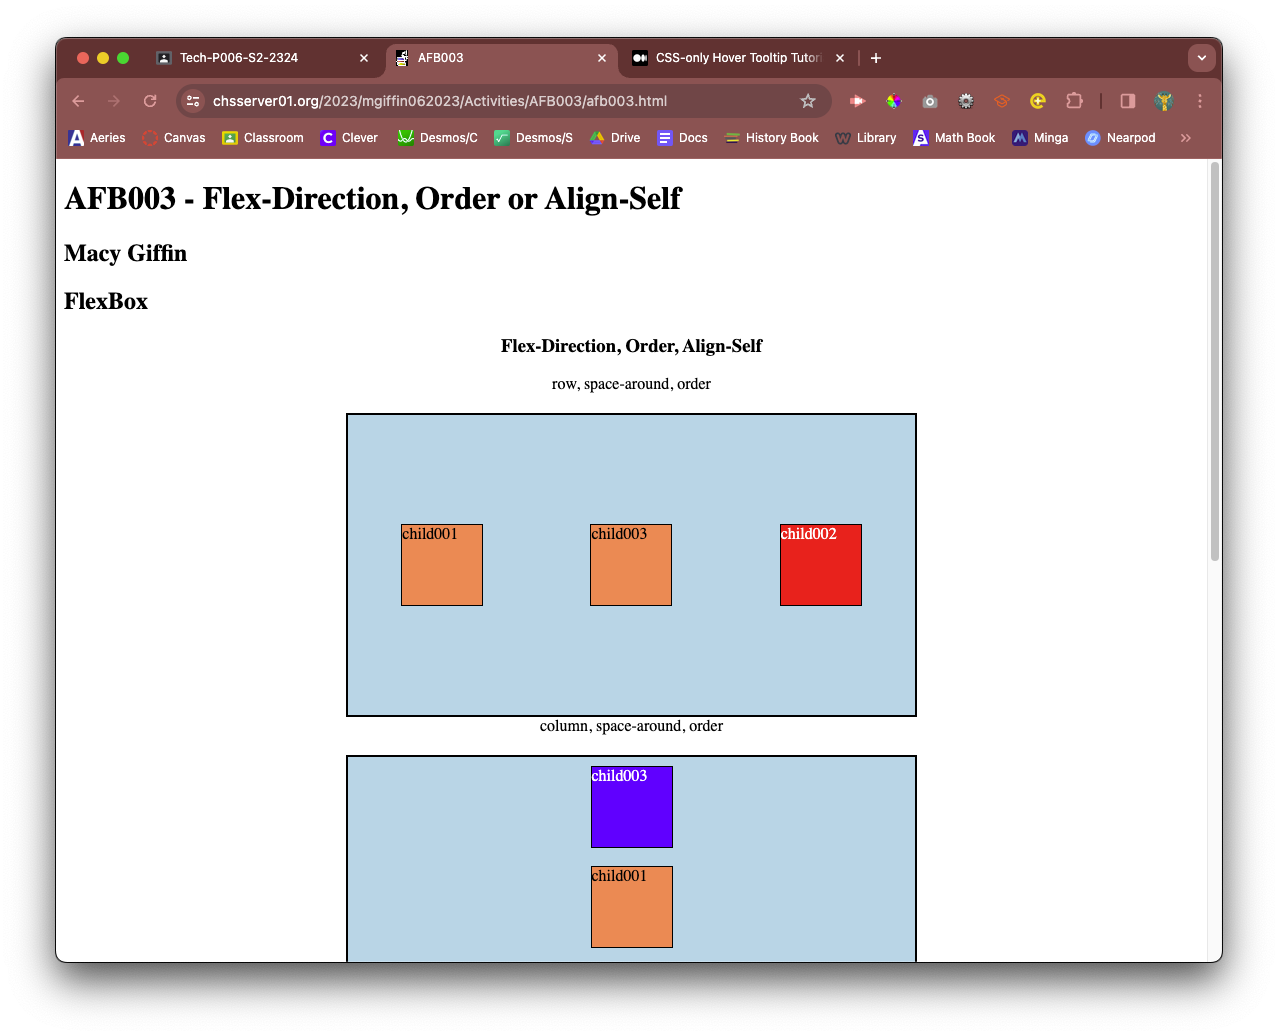 Tech-P006-S2-2324
AFB003
CSS-only Hover Tooltip Tutori
chsserver01.org/2023/mgiffin062023/Activities/AFB003/afb003.html
Aeries Canvas Classroom Clever Desmos/C Desmos/S Drive Docs History Book Library Math Book Minga Nearpod
AFB003 - Flex-Direction, Order or Align-Self
Macy Giffin
FlexBox
Flex-Direction, Order, Align-Self
row, space-around, order
child001 child003 child002
column, space-around, order
child003
child001